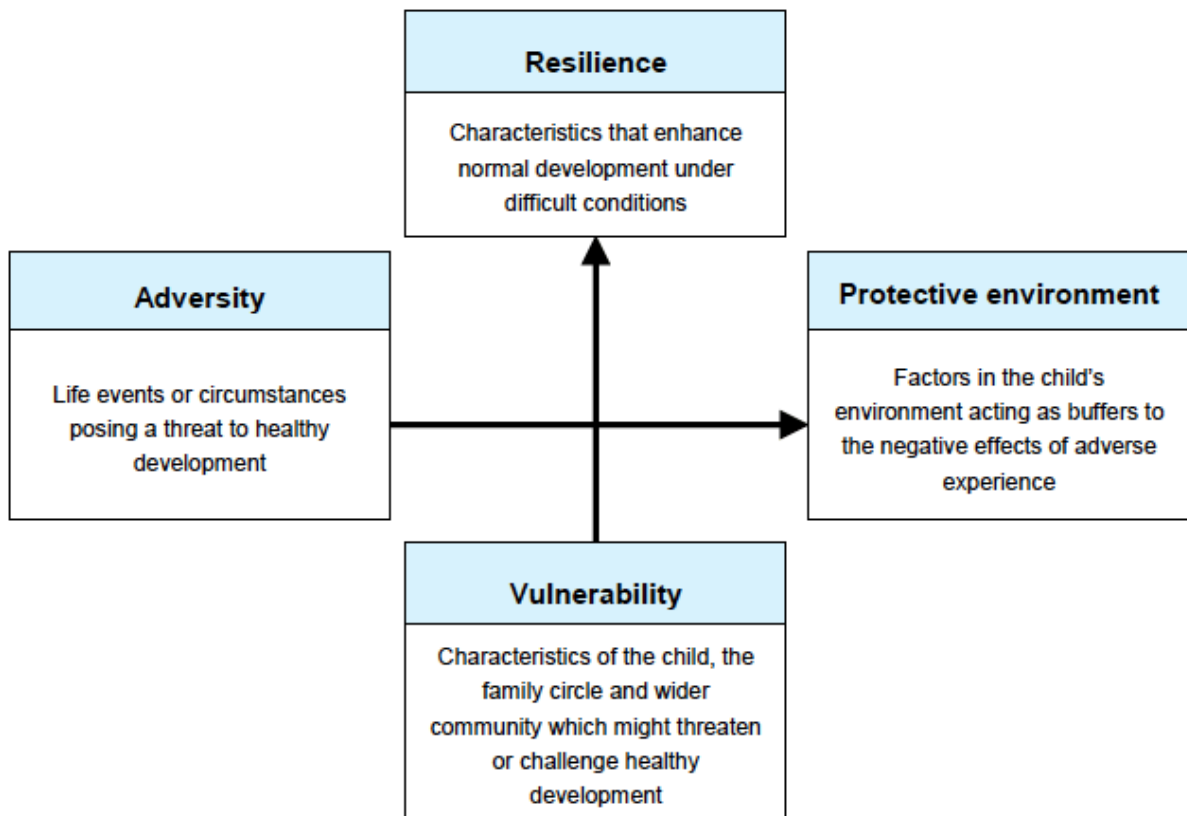 Resilience
Characteristics that enhance
normal development under
difficult conditions
Adversity
Life events or circumstances
posing a threat to healthy
development
Protective environment
Factors in the child's
environment acting as buffers to
the negative effects of adverse
experience
Vulnerability
Characteristics of the child, the
family circle and wider
community which might threaten
or challenge healthy
development